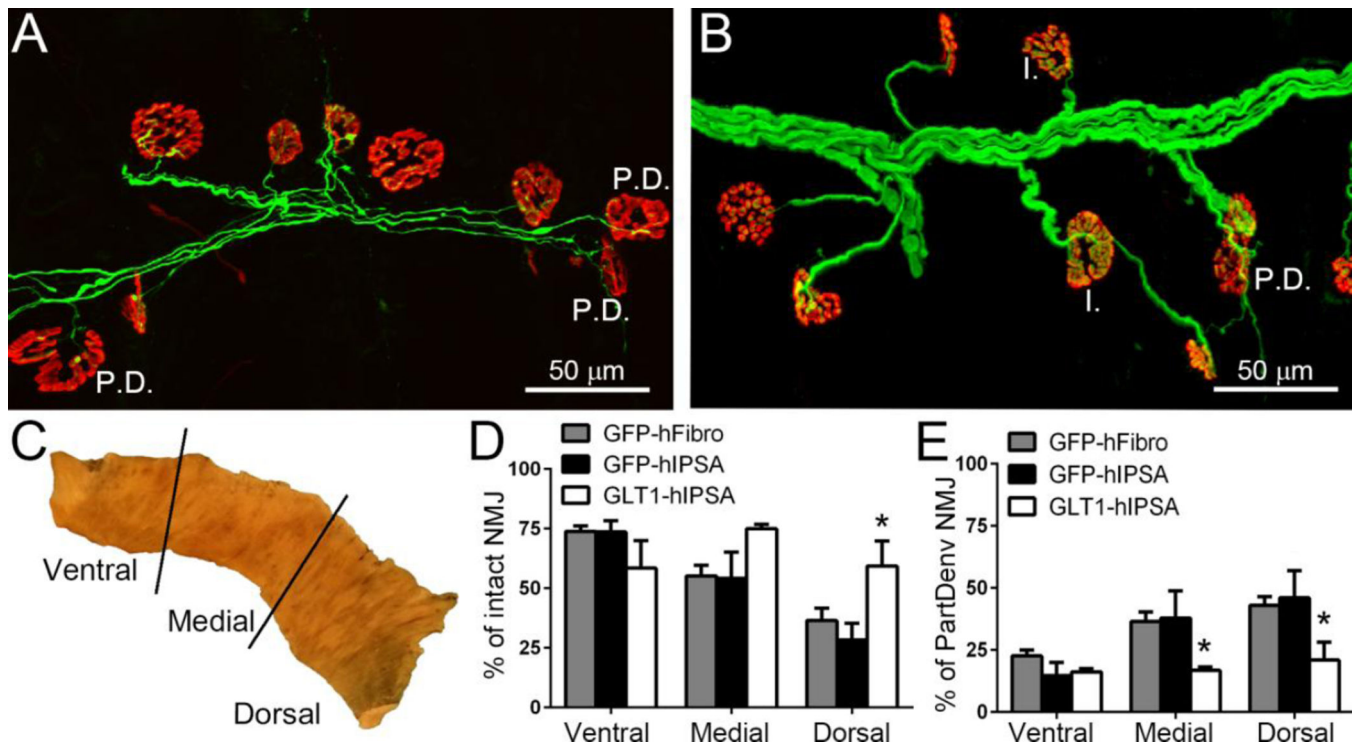 A
P.D.
P.D.
P.D.
50 μm
B
I.
I.
P.D.
50 μm
C
Ventral
Medial
Dorsal
D
GFP-hFibro
GFP-hIPSA
GLT1-hIPSA
% of intact NMJ
100
75
50
25
0
*
Ventral Medial Dorsal
E
GFP-hFibro
GFP-hIPSA
GLT1-hIPSA
% of PartDenv NMJ
100
75
50
25
0
*
*
Ventral Medial Dorsal